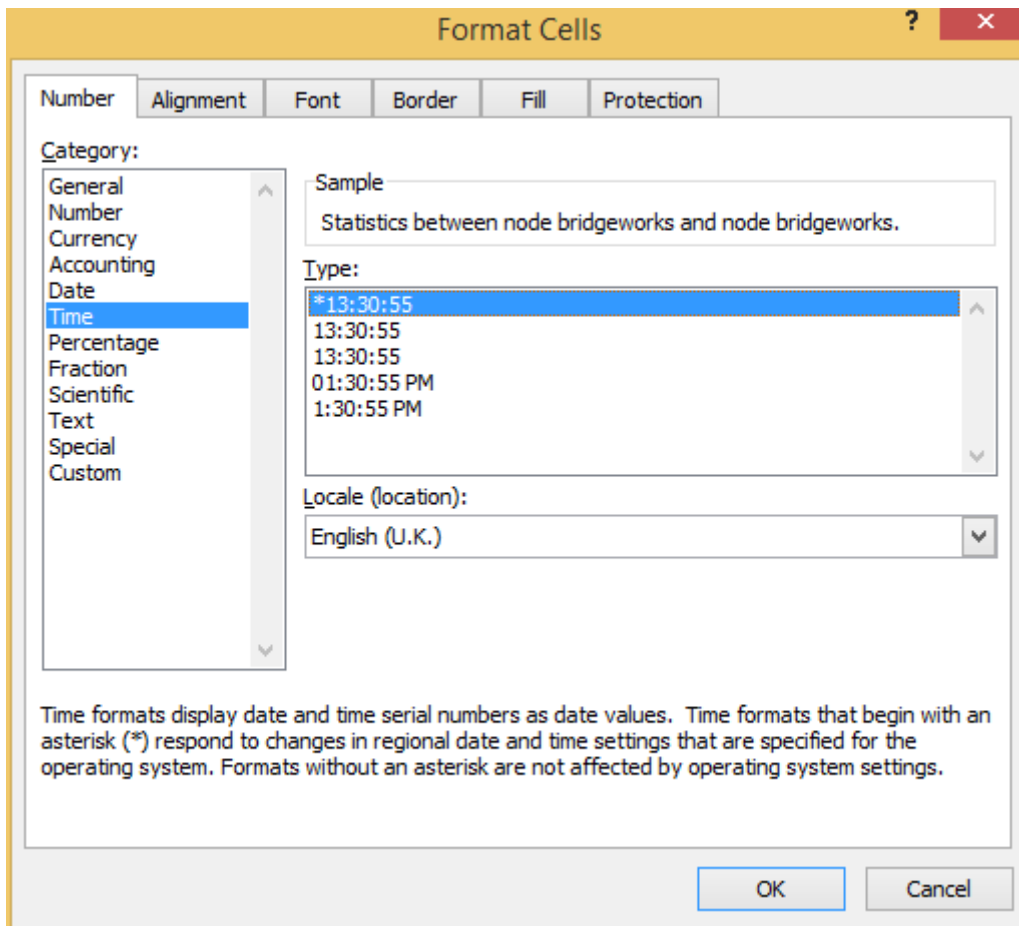 Format Cells
?
×
Number Alignment Font Border Fill Protection
Category:
General
Number
Currency
Accounting
Date
Time
Percentage
Fraction
Scientific
Text
Special
Custom
Sample
Statistics between node bridgeworks and node bridgeworks.
Type:
*13:30:55
13:30:55
13:30:55
01:30:55 PM
1:30:55 PM
Locale (location):
English (U.K.)
Time formats display date and time serial numbers as date values. Time formats that begin with an
asterisk (*) respond to changes in regional date and time settings that are specified for the
operating system. Formats without an asterisk are not affected by operating system settings.
OK Cancel